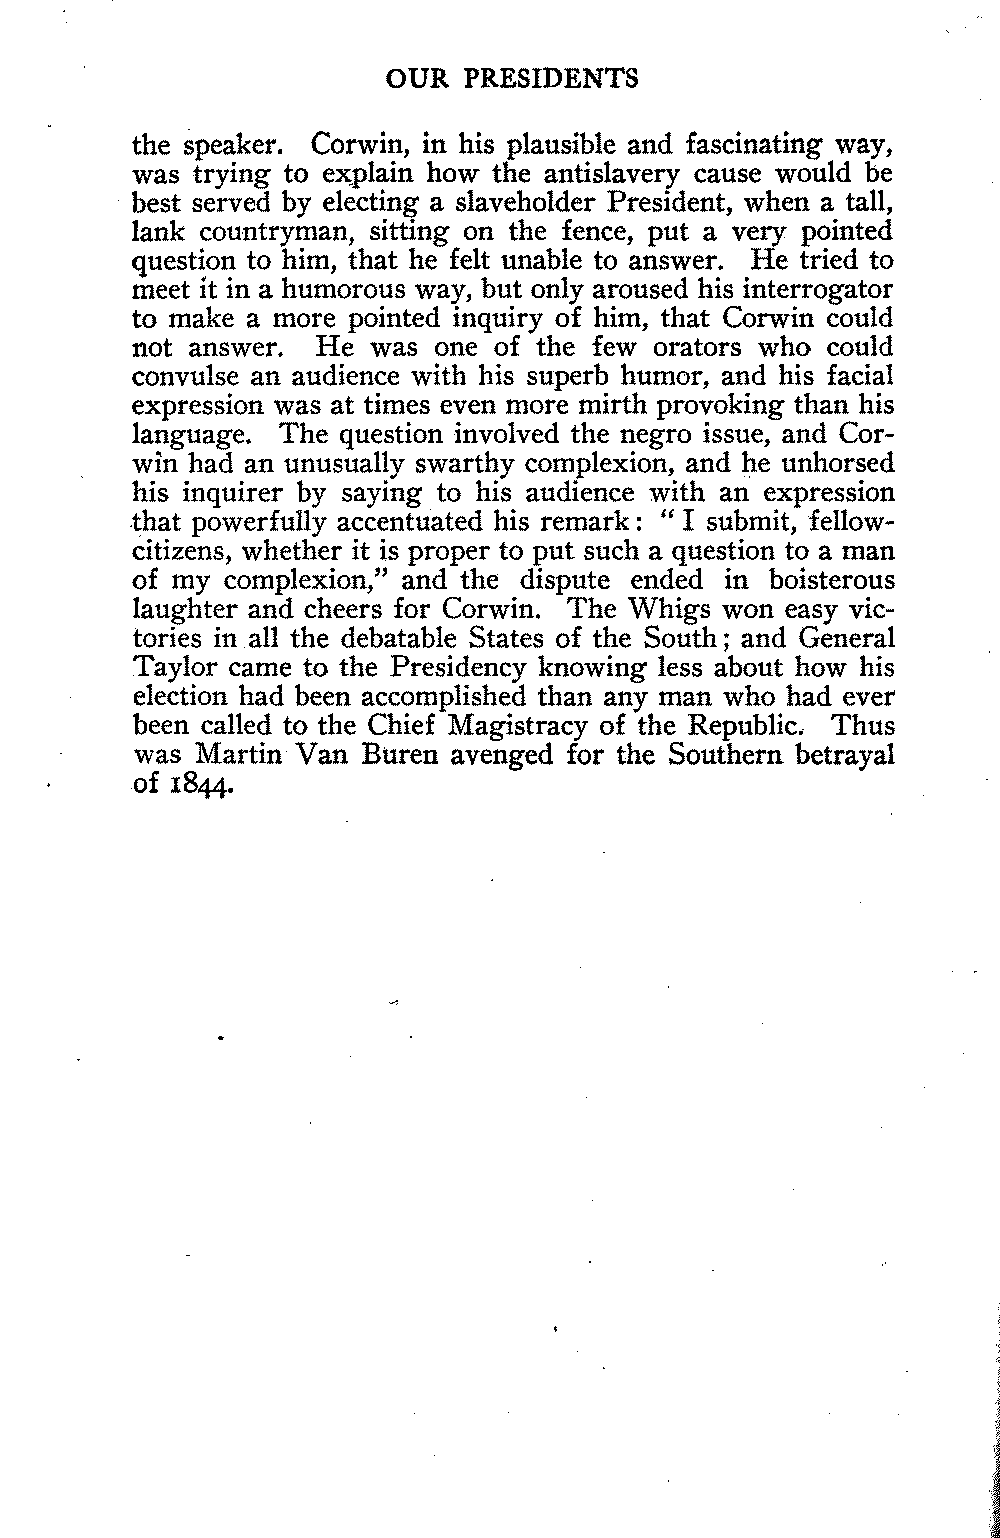 OUR PRESIDENTS
the speaker. Corwin, in his plausible and fascinating way,
was trying to explain how the antislavery cause would be
best served by electing a slaveholder President, when a tall,
lank countryman, sitting on the fence, put a very pointed
question to him, that he felt unable to answer. He tried to
meet it in a humorous way, but only aroused his interrogator
to make a more pointed inquiry of him, that Corwin could
not answer. He was one of the few orators who could
convulse an audience with his superb humor, and his facial
expression was at times even more mirth provoking than his
language. The question involved the negro issue, and Cor-
win had an unusually swarthy complexion, and he unhorsed
his inquirer by saying to his audience with an expression
that powerfully accentuated his remark: “ I submit, fellow-
citizens, whether it is proper to put such a question to a man
of my complexion,” and the dispute ended in boisterous
laughter and cheers for Corwin. The Whigs won easy vic-
tories in all the debatable States of the South; and General
Taylor came to the Presidency knowing less about how his
election had been accomplished than any man who had ever
been called to the Chief Magistracy of the Republic. Thus
was Martin Van Buren avenged for the Southern betrayal
of 1844.